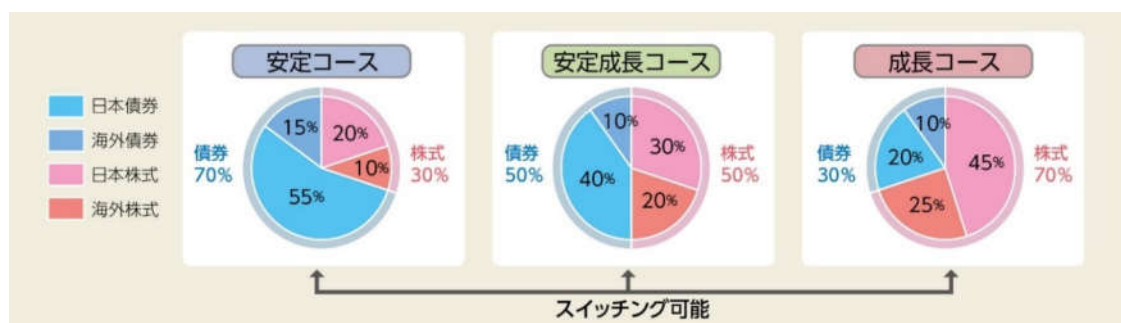 日本債券
海外債券
日本株式
海外株式
安定コース
債券
70%
株式
30%
15%
20%
10%
55%
安定成長コース
債券
50%
株式
50%
10%
30%
20%
40%
成長コース
債券
30%
株式
70%
10%
45%
25%
20%
スイッチング可能